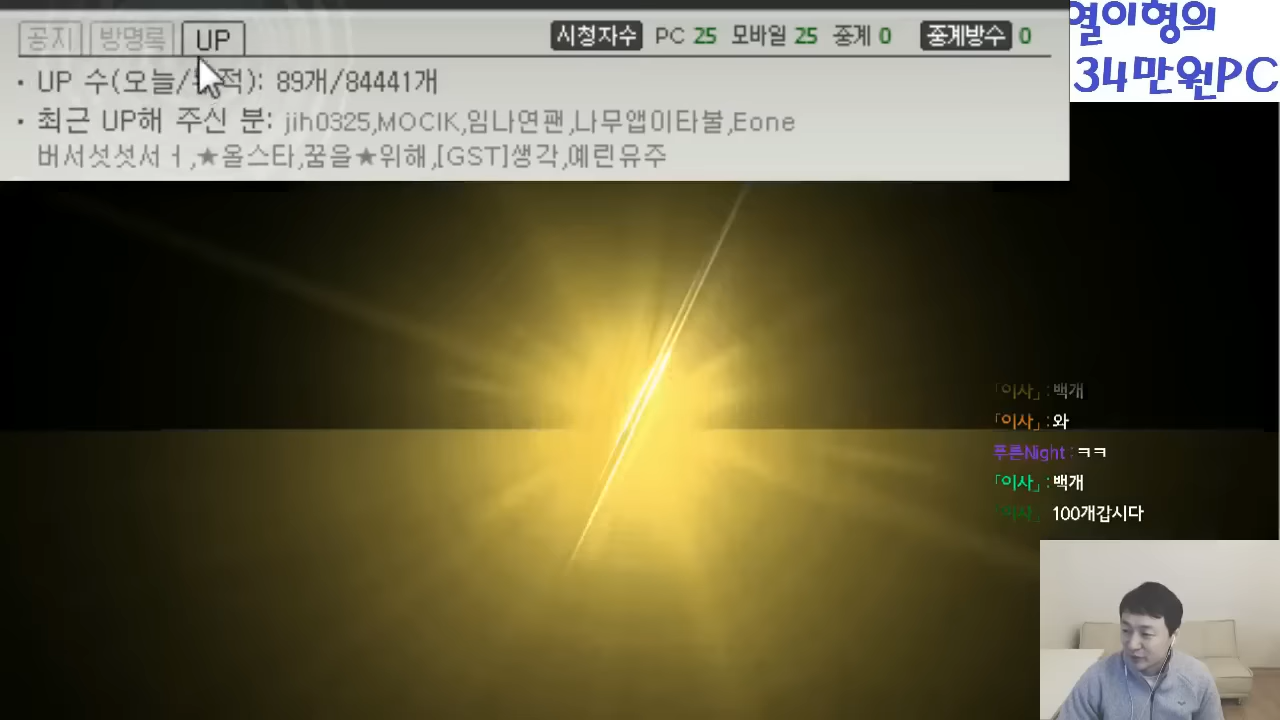 공지 방명록 UP 시청자수 PC 25 모바일 25 중계 0 중계방수 0
· UP 수(오늘/누적): 89개/84441개
· 최근 UP해 주신 분: jih0325,MOCIK,임나연팬,나무앱이타불,Eone
버서섯섯서ㅓ,★올스타,꿈을★위해,[GST]생각,예린유주
열이형의
34만원PC
「이사」: 백개
「이사」: 와
푸른Night : ㅋㅋ
「이사」: 백개
「이사」 100개갑시다